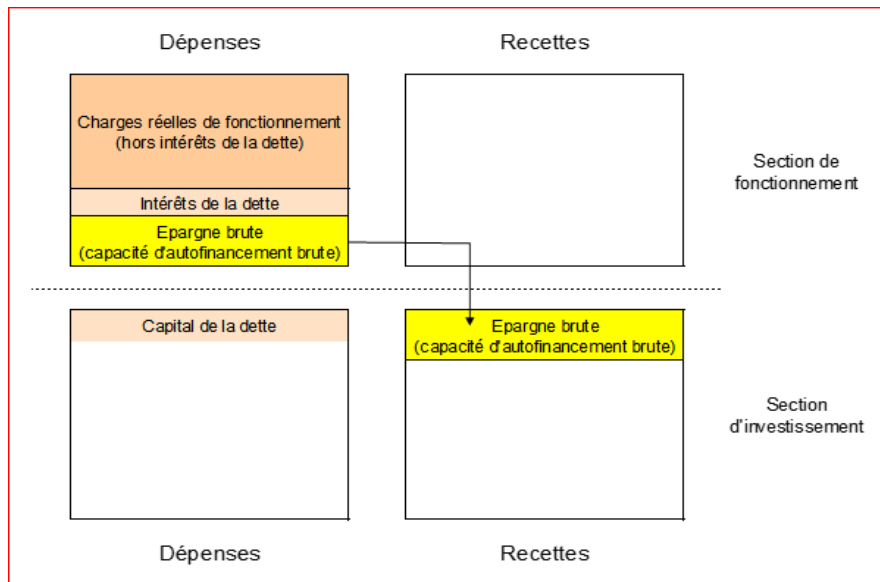 Dépenses
Recettes
Charges réelles de fonctionnement
(hors intérêts de la dette)
Intérêts de la dette
Epargne brute
(capacité d'autofinancement brute)
Section de
fonctionnement
Capital de la dette
Epargne brute
(capacité d'autofinancement brute)
Section
d'investissement
Dépenses
Recettes